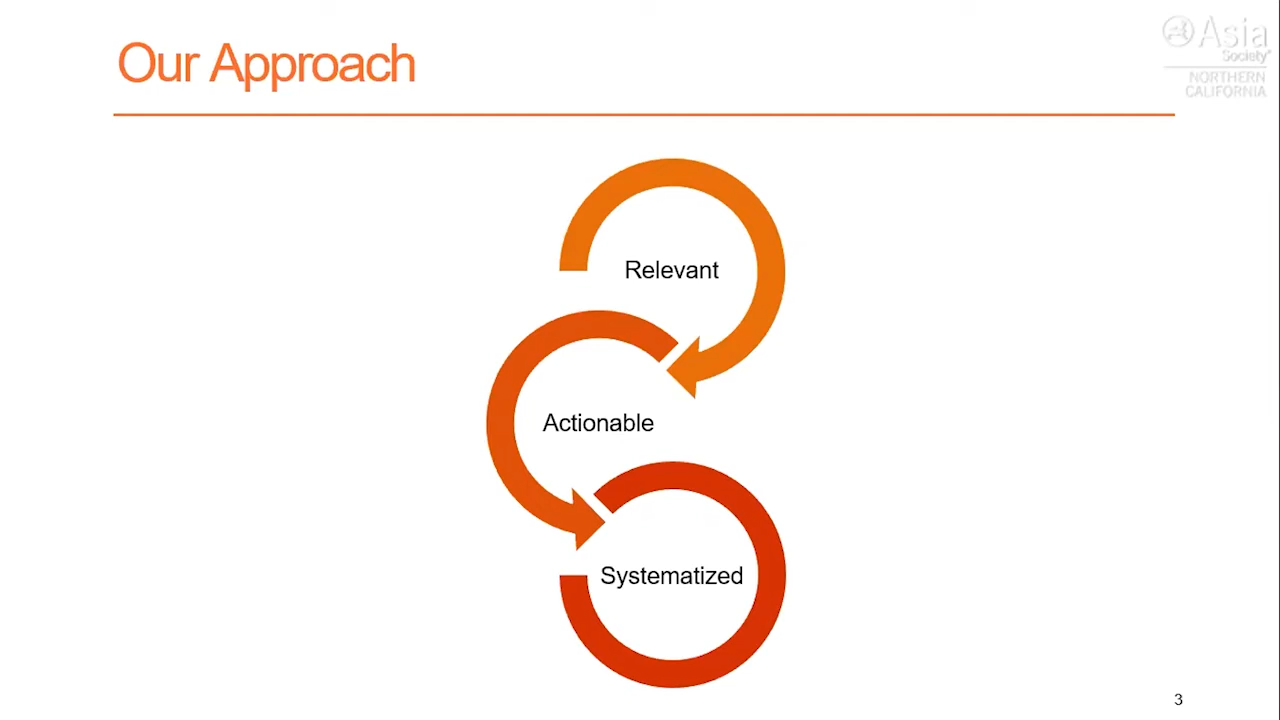 Our Approach
Asia
Society
NORTHERN
CALIFORNIA
Relevant
Actionable
Systematized
3